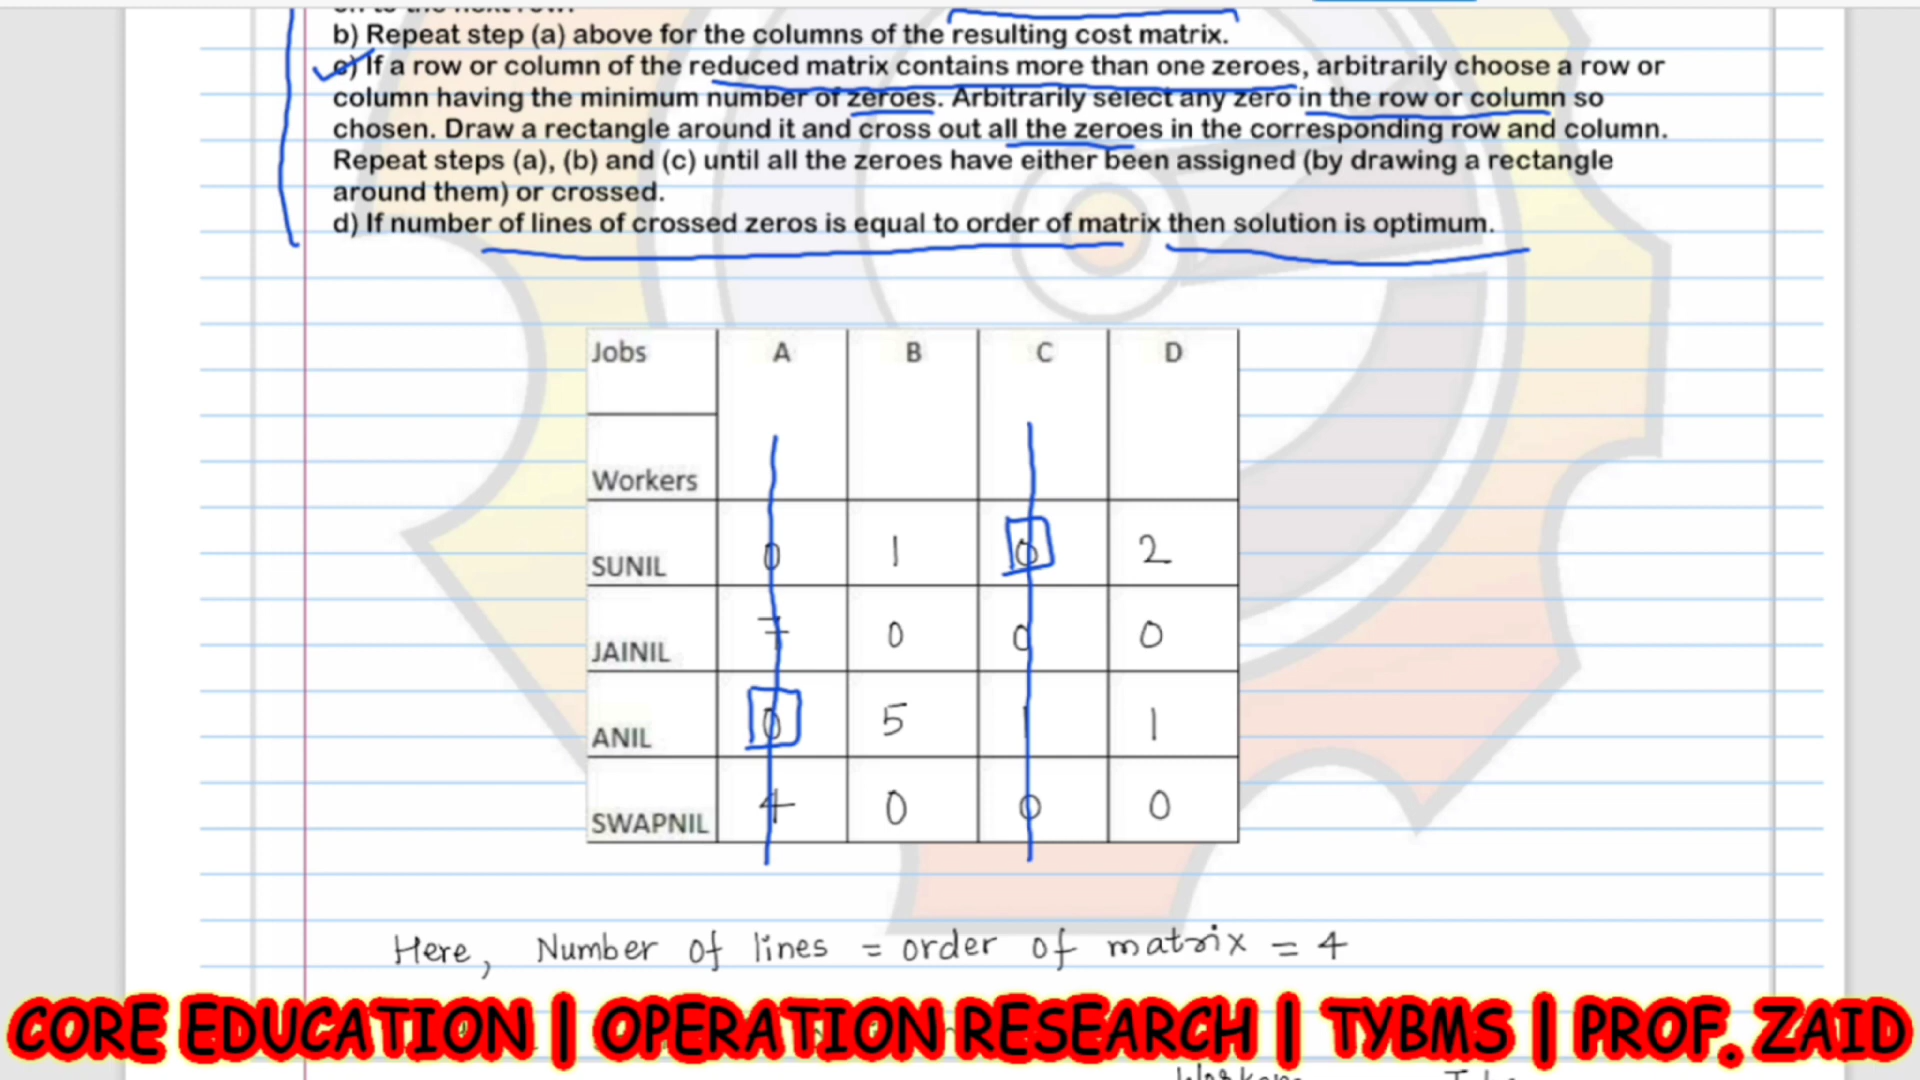 b) Repeat step (a) above for the columns of the resulting cost matrix.
c) If a row or column of the reduced matrix contains more than one zeroes, arbitrarily choose a row or
column having the minimum number of zeroes. Arbitrarily select any zero in the row or column so
chosen. Draw a rectangle around it and cross out all the zeroes in the corresponding row and column.
Repeat steps (a), (b) and (c) until all the zeroes have either been assigned (by drawing a rectangle
around them) or crossed.
d) If number of lines of crossed zeros is equal to order of matrix then solution is optimum.
Jobs A B C D
Workers
SUNIL 0 1 0 2
JAINIL 7 0 0 0
ANIL 0 5 1 1
SWAPNIL 4 0 0 0
Here, Number of lines = order of matrix = 4
CORE EDUCATION | OPERATION RESEARCH | TYBMS | PROF. ZAID